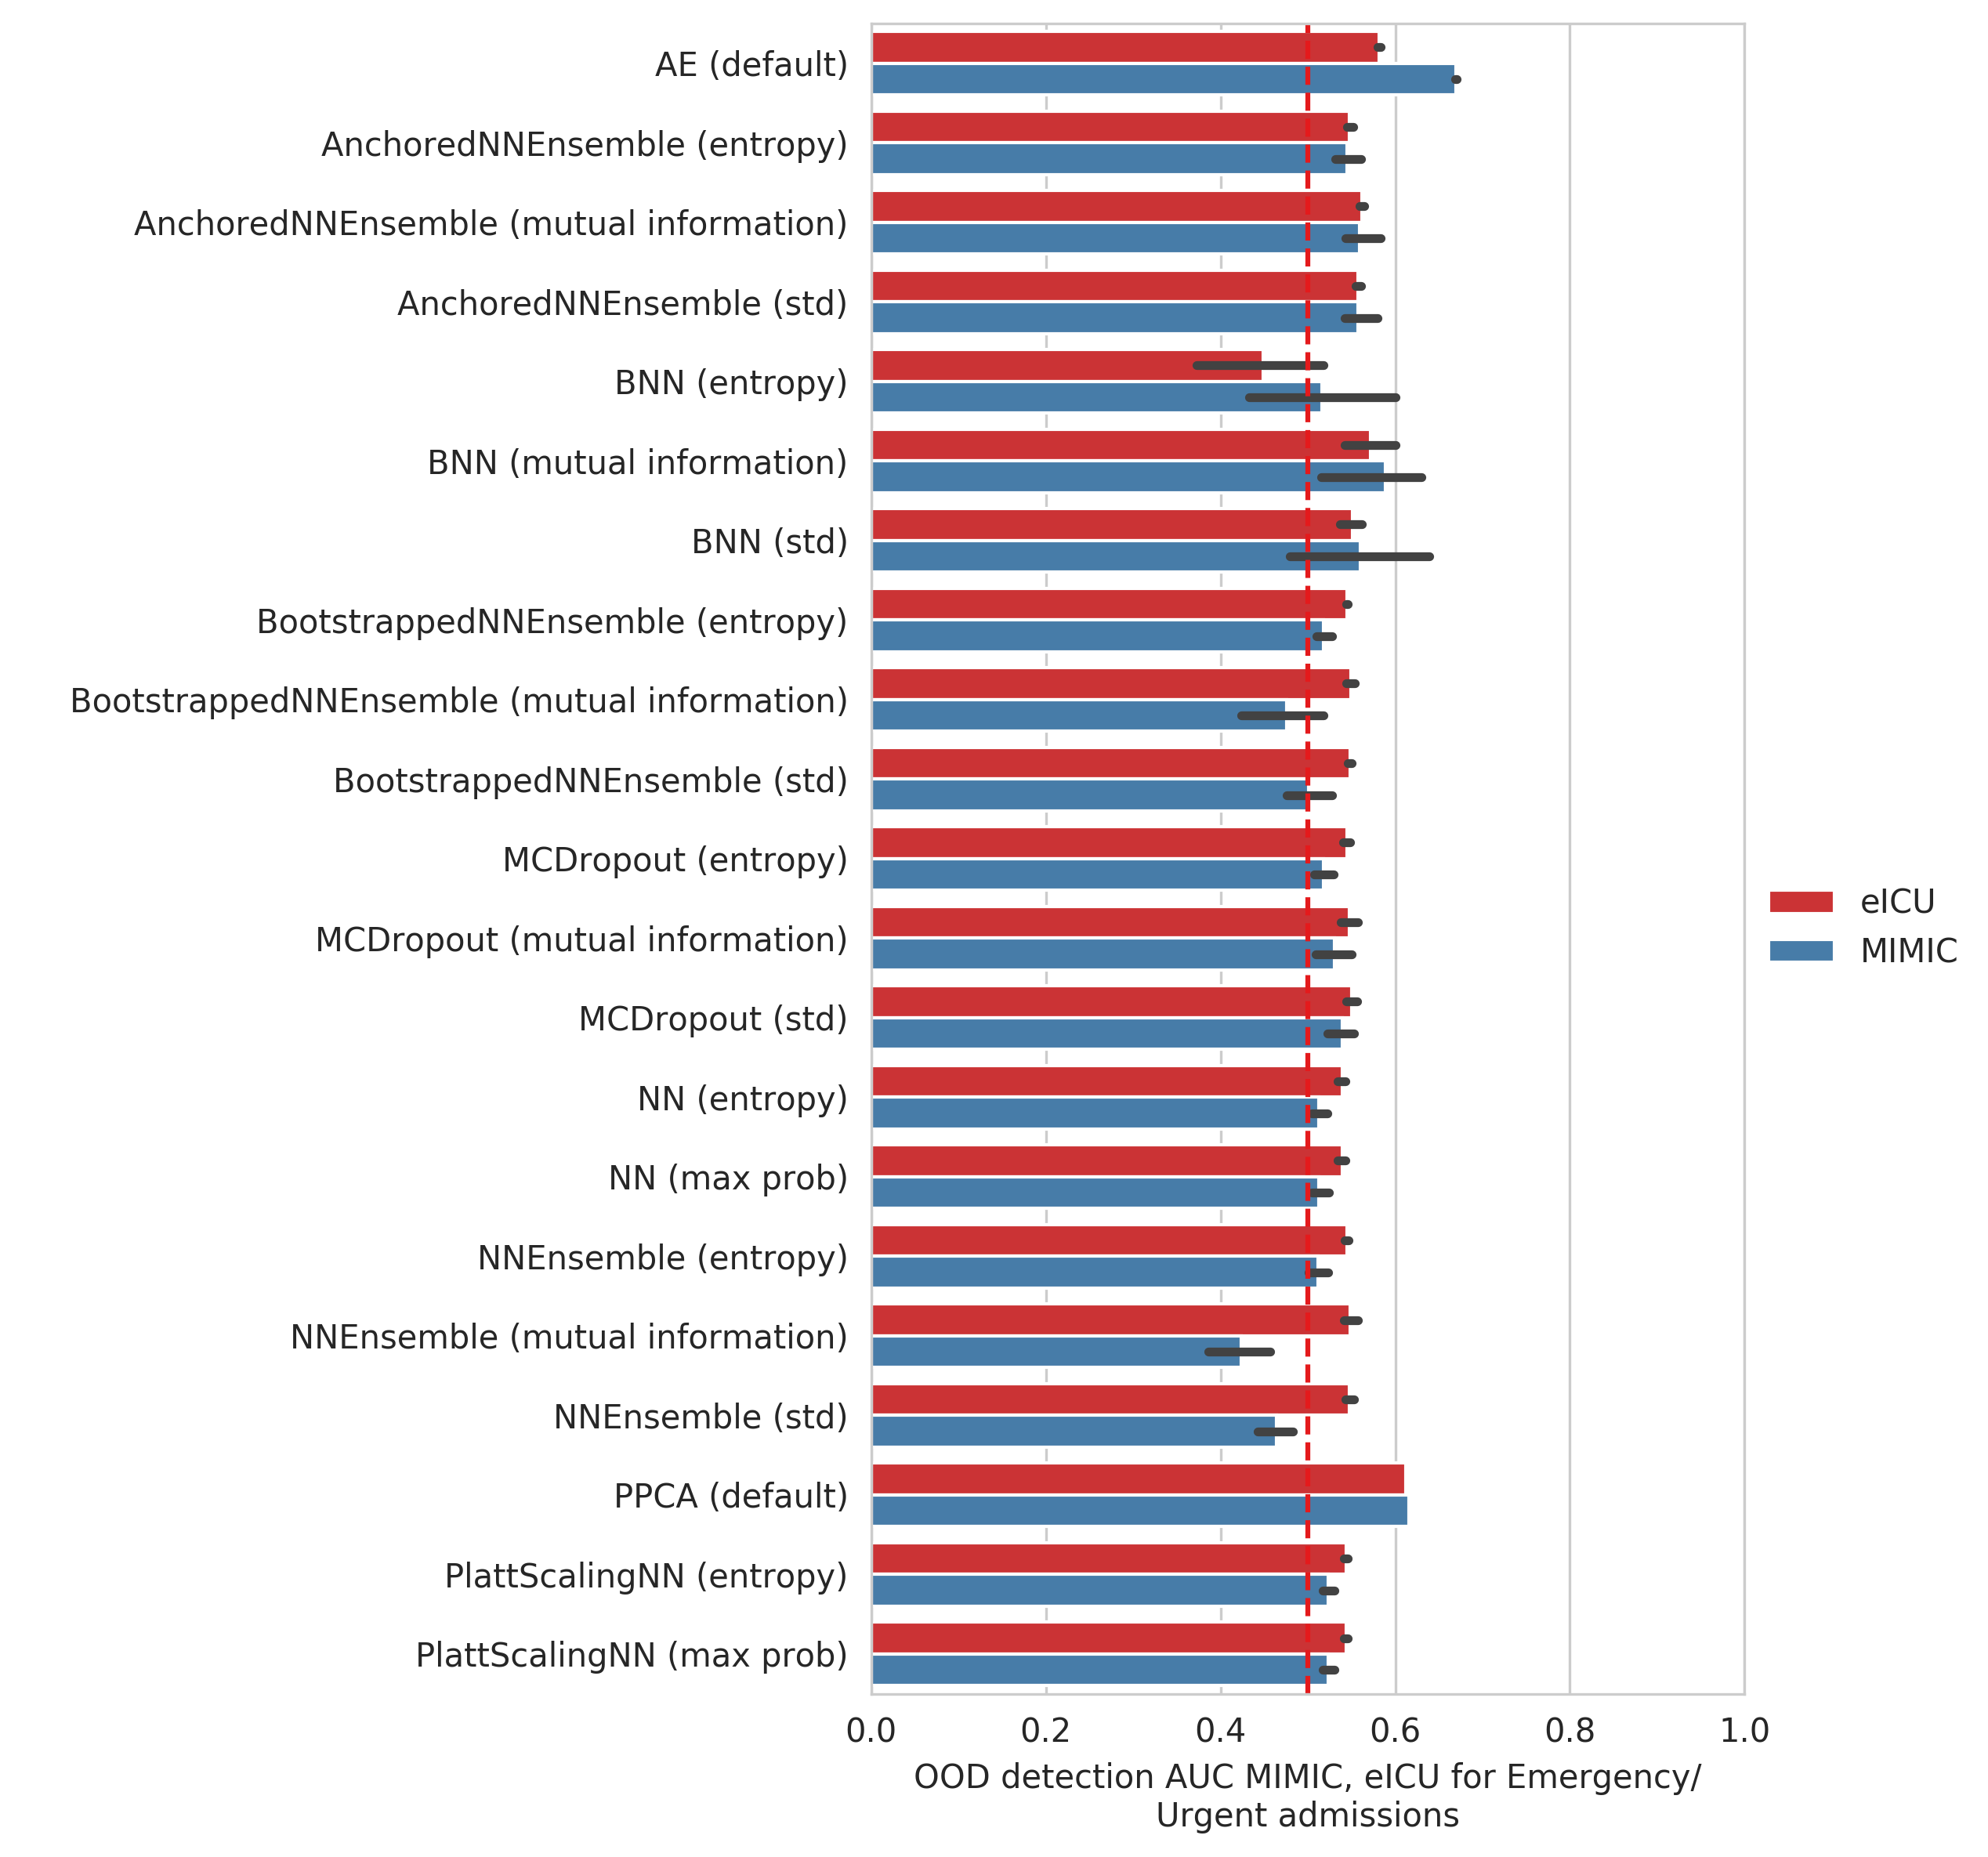 AE (default)
AnchoredNNEnsemble (entropy)
AnchoredNNEnsemble (mutual information)
AnchoredNNEnsemble (std)
BNN (entropy)
BNN (mutual information)
BNN (std)
BootstrappedNNEnsemble (entropy)
BootstrappedNNEnsemble (mutual information)
BootstrappedNNEnsemble (std)
MCDropout (entropy)
MCDropout (mutual information)
MCDropout (std)
NN (entropy)
NN (max prob)
NNEnsemble (entropy)
NNEnsemble (mutual information)
NNEnsemble (std)
PPCA (default)
PlattScalingNN (entropy)
PlattScalingNN (max prob)
eICU
MIMIC
0.0 0.2 0.4 0.6 0.8 1.0
OOD detection AUC MIMIC, eICU for Emergency/
Urgent admissions